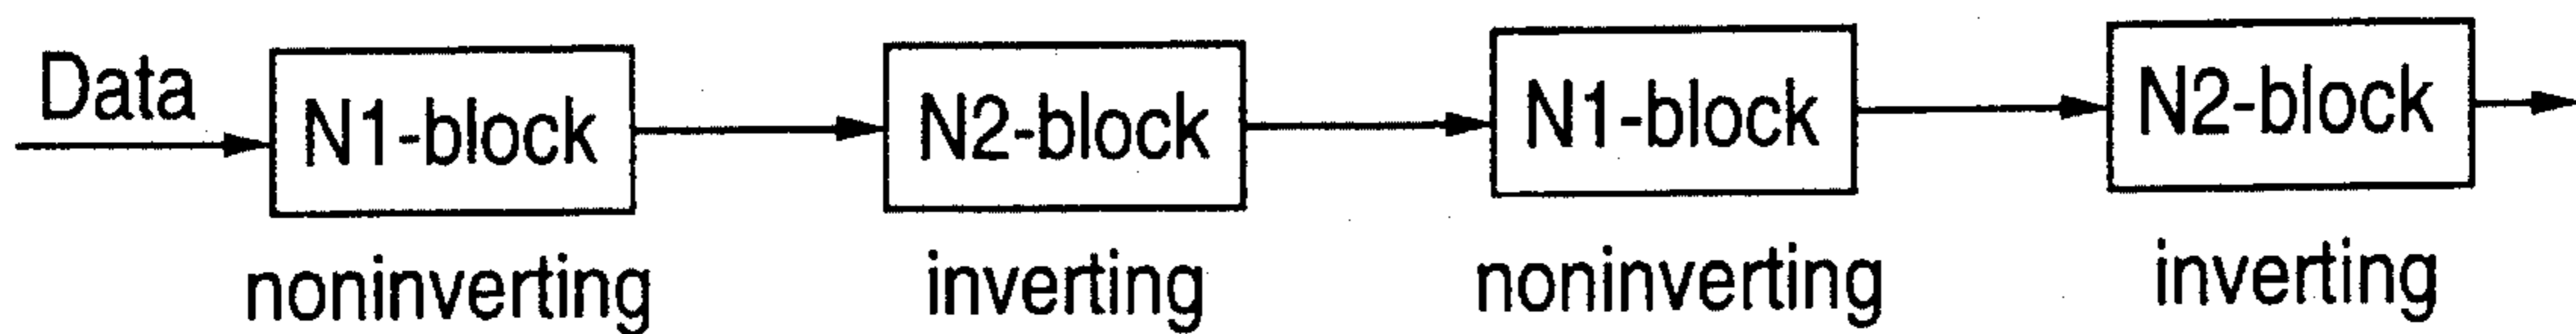 Data
N1-block
N2-block
N1-block
N2-block
noninverting
inverting
noninverting
inverting